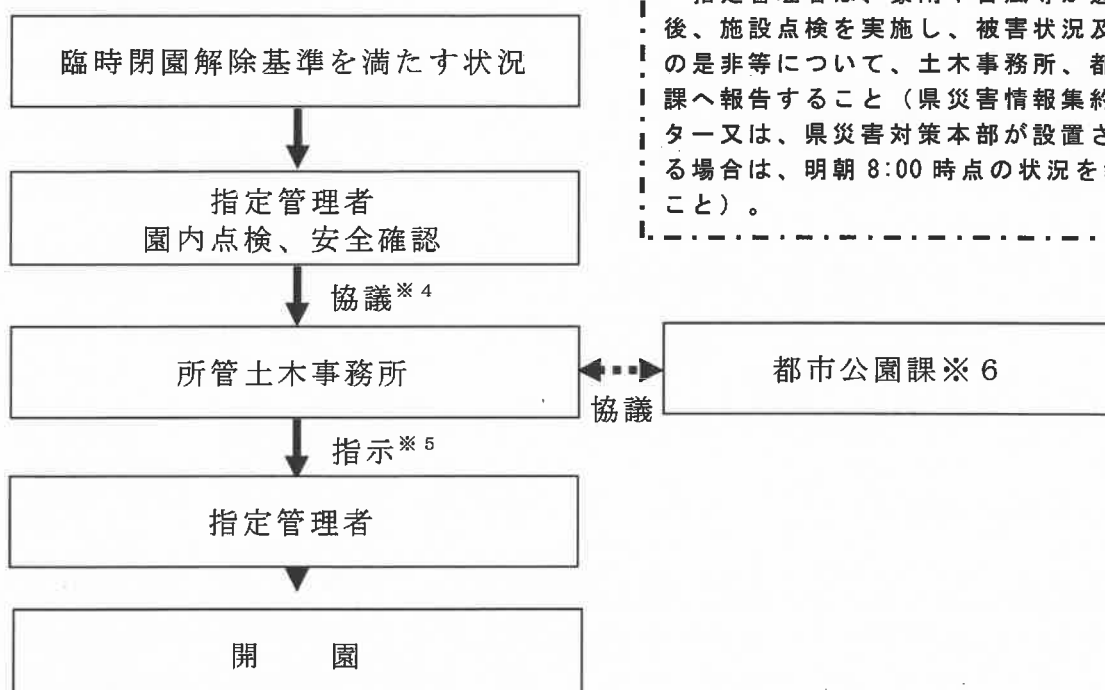 臨時閉園解除基準を満たす状況
指定管理者
園内点検、安全確認
協議※4
所管土木事務所
協議
都市公園課※6
指示※5
指定管理者
開　園
後、施設点検を実施し、被害状況及
の是非等について、土木事務所、都
課へ報告すること（県災害情報集約
ター又は、県災害対策本部が設置さ
る場合は、明朝 8:00 時点の状況を
こと）。